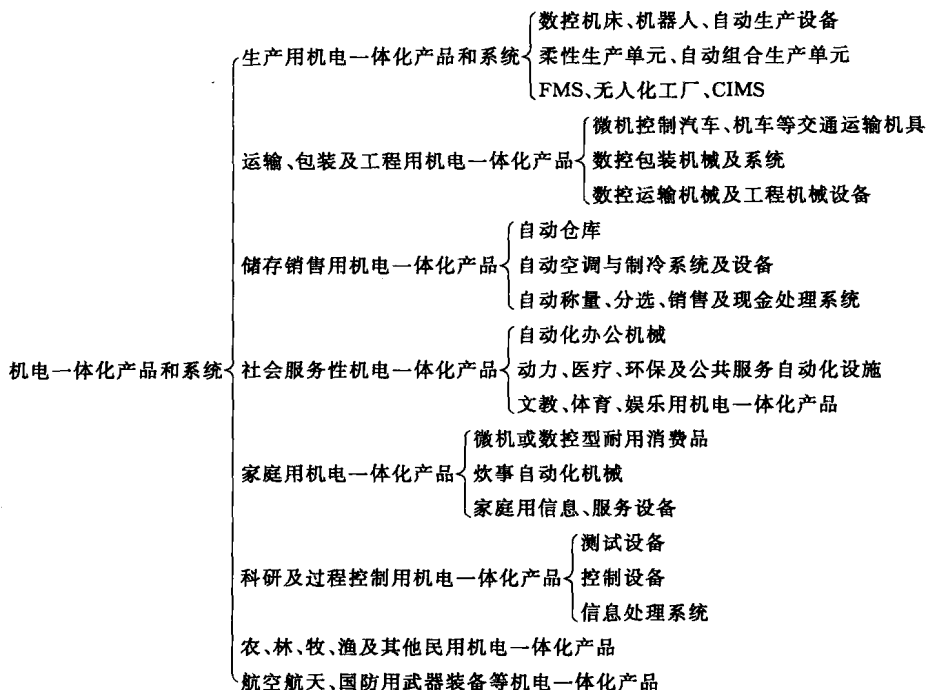 数控机床、机器人、自动生产设备
生产用机电一体化产品和系统
柔性生产单元、自动组合生产单元
FMS、无人化工厂、CIMS
微机控制汽车、机车等交通运输机具
运输、包装及工程用机电一体化产品
数控包装机械及系统
数控运输机械及工程机械设备
自动仓库
储存销售用机电一体化产品
自动空调与制冷系统及设备
自动称量、分选、销售及现金处理系统
自动化办公机械
机电一体化产品和系统
社会服务性机电一体化产品
动力、医疗、环保及公共服务自动化设施
文教、体育、娱乐用机电一体化产品
微机或数控型耐用消费品
家庭用机电一体化产品
炊事自动化机械
家庭用信息、服务设备
测试设备
科研及过程控制用机电一体化产品
控制设备
信息处理系统
农、林、牧、渔及其他民用机电一体化产品
航空航天、国防用武器装备等机电一体化产品